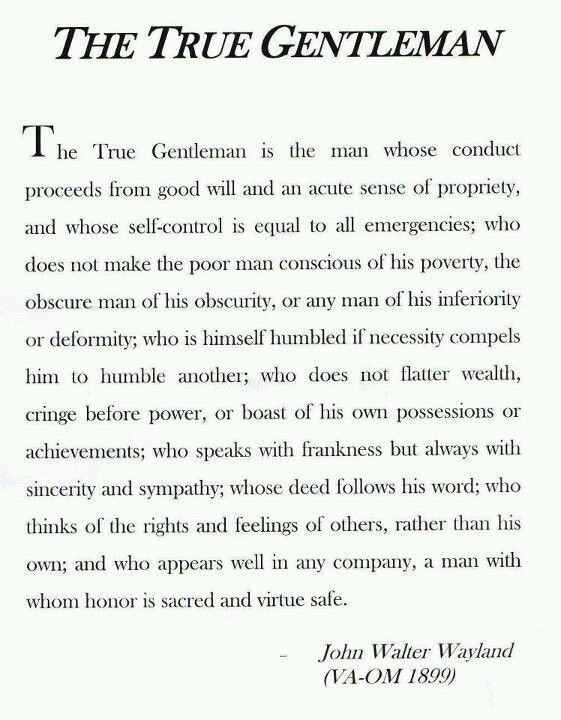 THE TRUE GENTLEMAN
The True Gentleman is the man whose conduct
proceeds from good will and an acute sense of propriety,
and whose self-control is equal to all emergencies; who
does not make the poor man conscious of his poverty, the
obscure man of his obscurity, or any man of his inferiority
or deformity; who is himself humbled if necessity compels
him to humble another; who does not flatter wealth,
cringe before power, or boast of his own possessions or
achievements; who speaks with frankness but always with
sincerity and sympathy; whose deed follows his word; who
thinks of the rights and feelings of others, rather than his
own; and who appears well in any company, a man with
whom honor is sacred and virtue safe.
– John Walter Wayland
(VA-OM 1899)